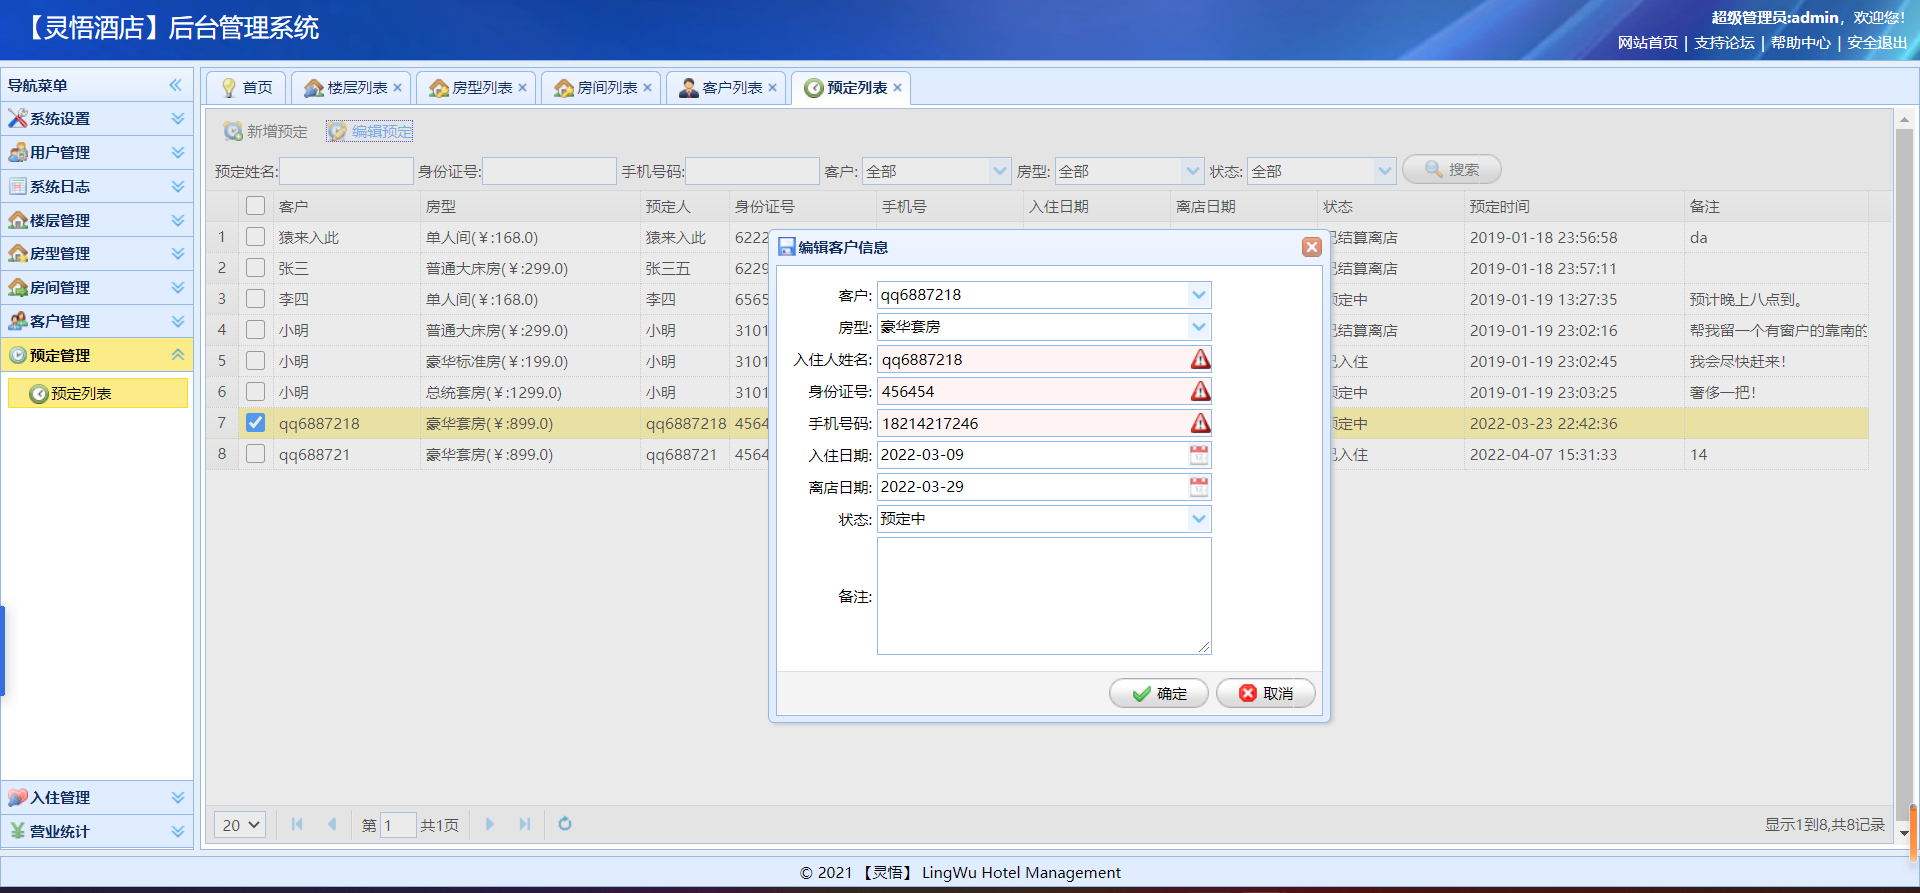 【灵悟酒店】后台管理系统
超级管理员:admin，欢迎您！
网站首页 | 支持论坛 | 帮助中心 | 安全退出
导航菜单
系统设置
用户管理
系统日志
楼层管理
房型管理
房间管理
客户管理
预定管理
预定列表
入住管理
营业统计
首页 楼层列表 房型列表 房间列表 客户列表 预定列表
新增预定 编辑预定
预定姓名: 身份证号: 手机号码: 客户: 全部 房型: 全部 状态: 全部 搜索
客户 房型 预定人 身份证号 手机号 入住日期 离店日期 状态 预定时间 备注
1 猿来入此 单人间(￥:168.0) 猿来入此 6222 结算离店 2019-01-18 23:56:58 da
2 张三 普通大床房(￥:299.0) 张三五 6229 结算离店 2019-01-18 23:57:11
3 李四 单人间(￥:168.0) 李四 6565 定中 2019-01-19 13:27:35 预计晚上八点到。
4 小明 普通大床房(￥:299.0) 小明 3101 结算离店 2019-01-19 23:02:16 帮我留一个有窗户的靠南的
5 小明 豪华标准房(￥:199.0) 小明 3101 入住 2019-01-19 23:02:45 我会尽快赶来！
6 小明 总统套房(￥:1299.0) 小明 3101 定中 2019-01-19 23:03:25 奢侈一把！
7 qq6887218 豪华套房(￥:899.0) qq6887218 4564 定中 2022-03-23 22:42:36
8 qq688721 豪华套房(￥:899.0) qq688721 4564 入住 2022-04-07 15:31:33 14
编辑客户信息
客户: qq6887218
房型: 豪华套房
入住人姓名: qq6887218
身份证号: 456454
手机号码: 18214217246
入住日期: 2022-03-09
离店日期: 2022-03-29
状态: 预定中
备注:
确定 取消
20 第 1 共1页 显示1到8,共8记录
© 2021 【灵悟】 LingWu Hotel Management